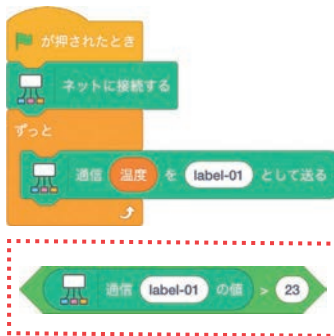 が押されたとき
ネットに接続する
ずっと
通信 温度 を label-01 として送る
通信 label-01 の値 > 23